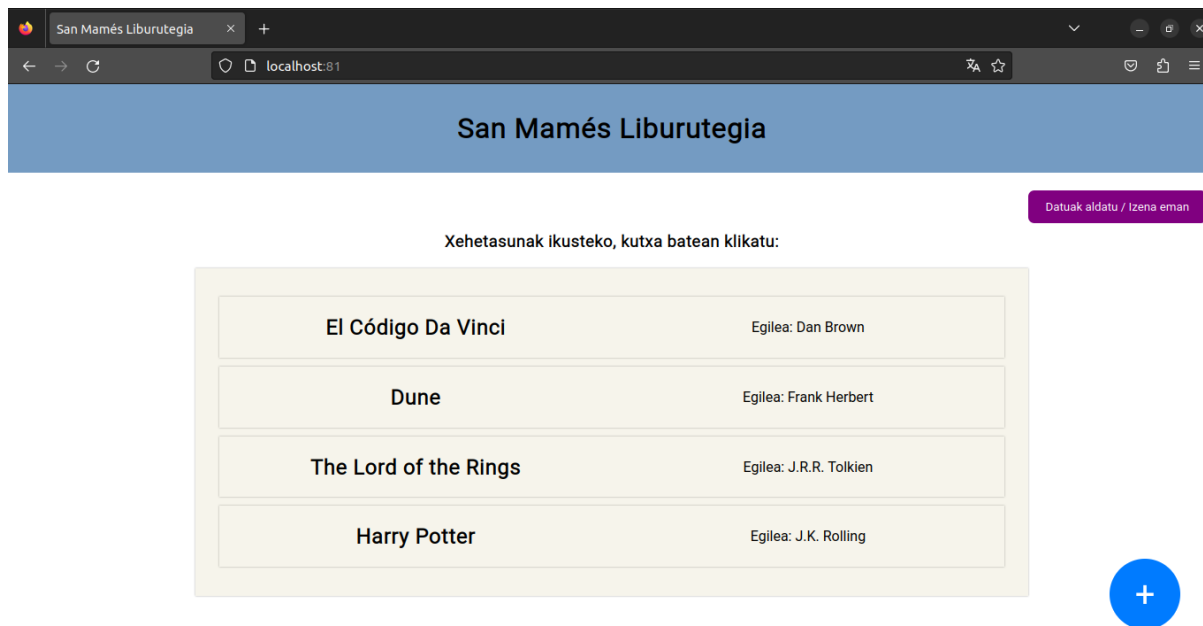 San Mamés Liburutegia
localhost:81
San Mamés Liburutegia
Datuak aldatu / Izena eman
Xehetasunak ikusteko, kutxa batean klikatu:
El Código Da Vinci Egilea: Dan Brown
Dune Egilea: Frank Herbert
The Lord of the Rings Egilea: J.R.R. Tolkien
Harry Potter Egilea: J.K. Rolling
+